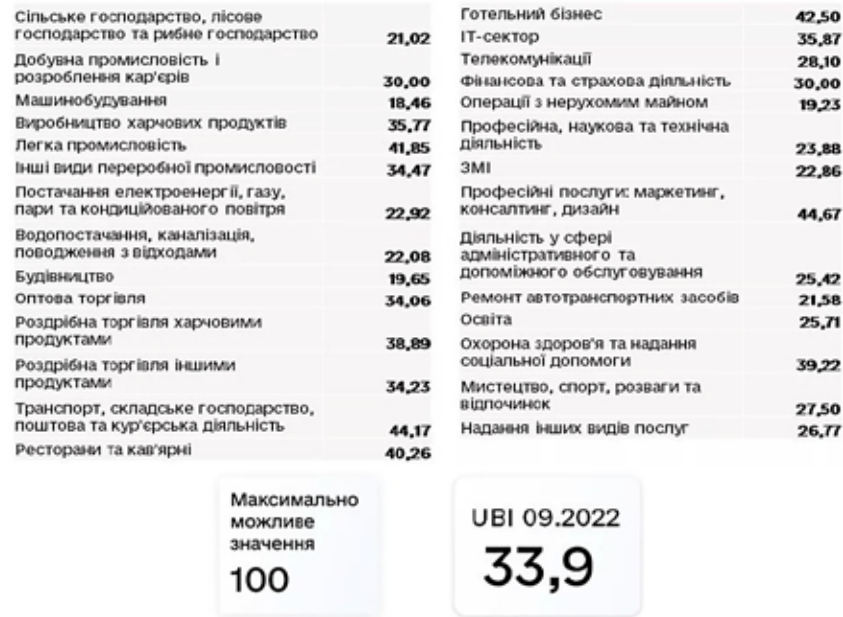 Сільське господарство, лісове
господарство та рибне господарство 21,02
Добувна промисловість і
розроблення кар'єрів 30,00
Машинобудування 18,46
Виробництво харчових продуктів 35,77
Легка промисловість 41,85
Інші види переробної промисловості 34,47
Постачання електроенергії, газу,
пари та кондиційованого повітря 22,92
Водопостачання, каналізація,
поводження з відходами 22,08
Будівництво 19,65
Оптова торгівля 34,06
Роздрібна торгівля харчовими
продуктами 38,89
Роздрібна торгівля іншими
продуктами 34,23
Транспорт, складське господарство,
поштова та кур'єрська діяльність 44,17
Ресторани та кав'ярні 40,26
Готельний бізнес 42,50
ІТ-сектор 35,87
Телекомунікації 28,10
Фінансова та страхова діяльність 30,00
Операції з нерухомим майном 19,23
Професійна, наукова та технічна
діяльність 23,88
ЗМІ 22,86
Професійні послуги: маркетинг,
консалтинг, дизайн 44,67
Діяльність у сфері
адміністративного та
допоміжного обслуговування 25,42
Ремонт автотранспортних засобів 21,58
Освіта 25,71
Охорона здоров'я та надання
соціальної допомоги 39,22
Мистецтво, спорт, розваги та
відпочинок 27,50
Надання інших видів послуг 26,77
Максимально
можливе
значення
100
UBI 09.2022
33,9